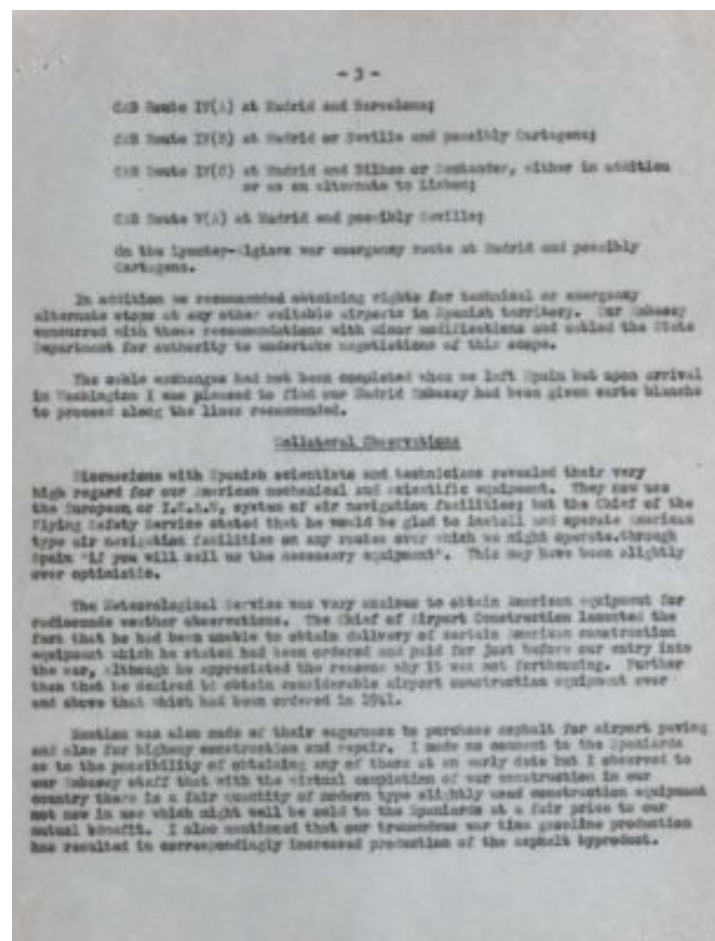 - 3 -
CAB Route IV(A) at Madrid and Barcelona;
CAB Route IV(B) at Madrid or Seville and possibly Cartagena;
CAB Route IV(C) at Madrid and Bilbao or Santander, either in addition
or as an alternate to Lisbon;
CAB Route V(A) at Madrid and possibly Seville;
On the Lyautey-Algiers war emergency route at Madrid and possibly
Cartagena.
In addition we recommended obtaining rights for technical or emergency
alternate stops at any other suitable airports in Spanish territory. Our Embassy
concurred with these recommendations with minor modifications and cabled the State
Department for authority to undertake negotiations of this scope.
The cable exchanges had not been completed when we left Spain but upon arrival
in Washington I was pleased to find our Madrid Embassy had been given carte blanche
to proceed along the lines recommended.
Collateral Observations
Discussions with Spanish scientists and technicians revealed their very
high regard for our American mechanical and scientific equipment. They now use
the European or I.C.A.N. system of air navigation facilities; but the Chief of the
Flying Safety Service stated that he would be glad to install and operate American
type air navigation facilities on any routes over which we might operate.through
Spain "if you will sell us the necessary equipment". This may have been slightly
over optimistic.
The Meteorological Service was very anxious to obtain American equipment for
radiosonde weather observations. The Chief of Airport Construction lamented the
fact that he had been unable to obtain delivery of certain American construction
equipment which he stated had been ordered and paid for just before our entry into
the war, although he appreciated the reasons why it was not forthcoming. Further
than that he desired to obtain considerable airport construction equipment over
and above that which had been ordered in 1941.
Mention was also made of their eagerness to purchase asphalt for airport paving
and also for highway construction and repair. I made no comment to the Spaniards
as to the possibility of obtaining any of these at an early date but I observed to
our Embassy staff that with the virtual completion of war construction in our
country there is a fair quantity of modern type slightly used construction equipment
not now in use which might well be sold to the Spaniards at a fair price to our
mutual benefit. I also mentioned that our tremendous war time gasoline production
has resulted in correspondingly increased production of the asphalt byproduct.